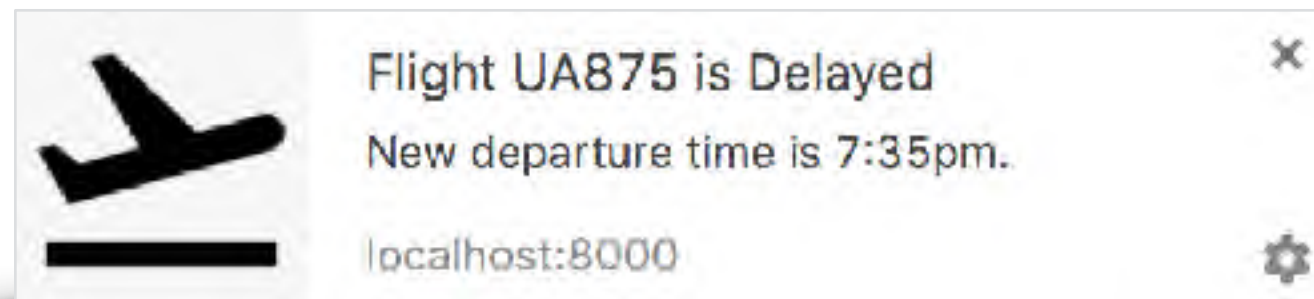 Flight UA875 is Delayed
New departure time is 7:35pm.
localhost:8000